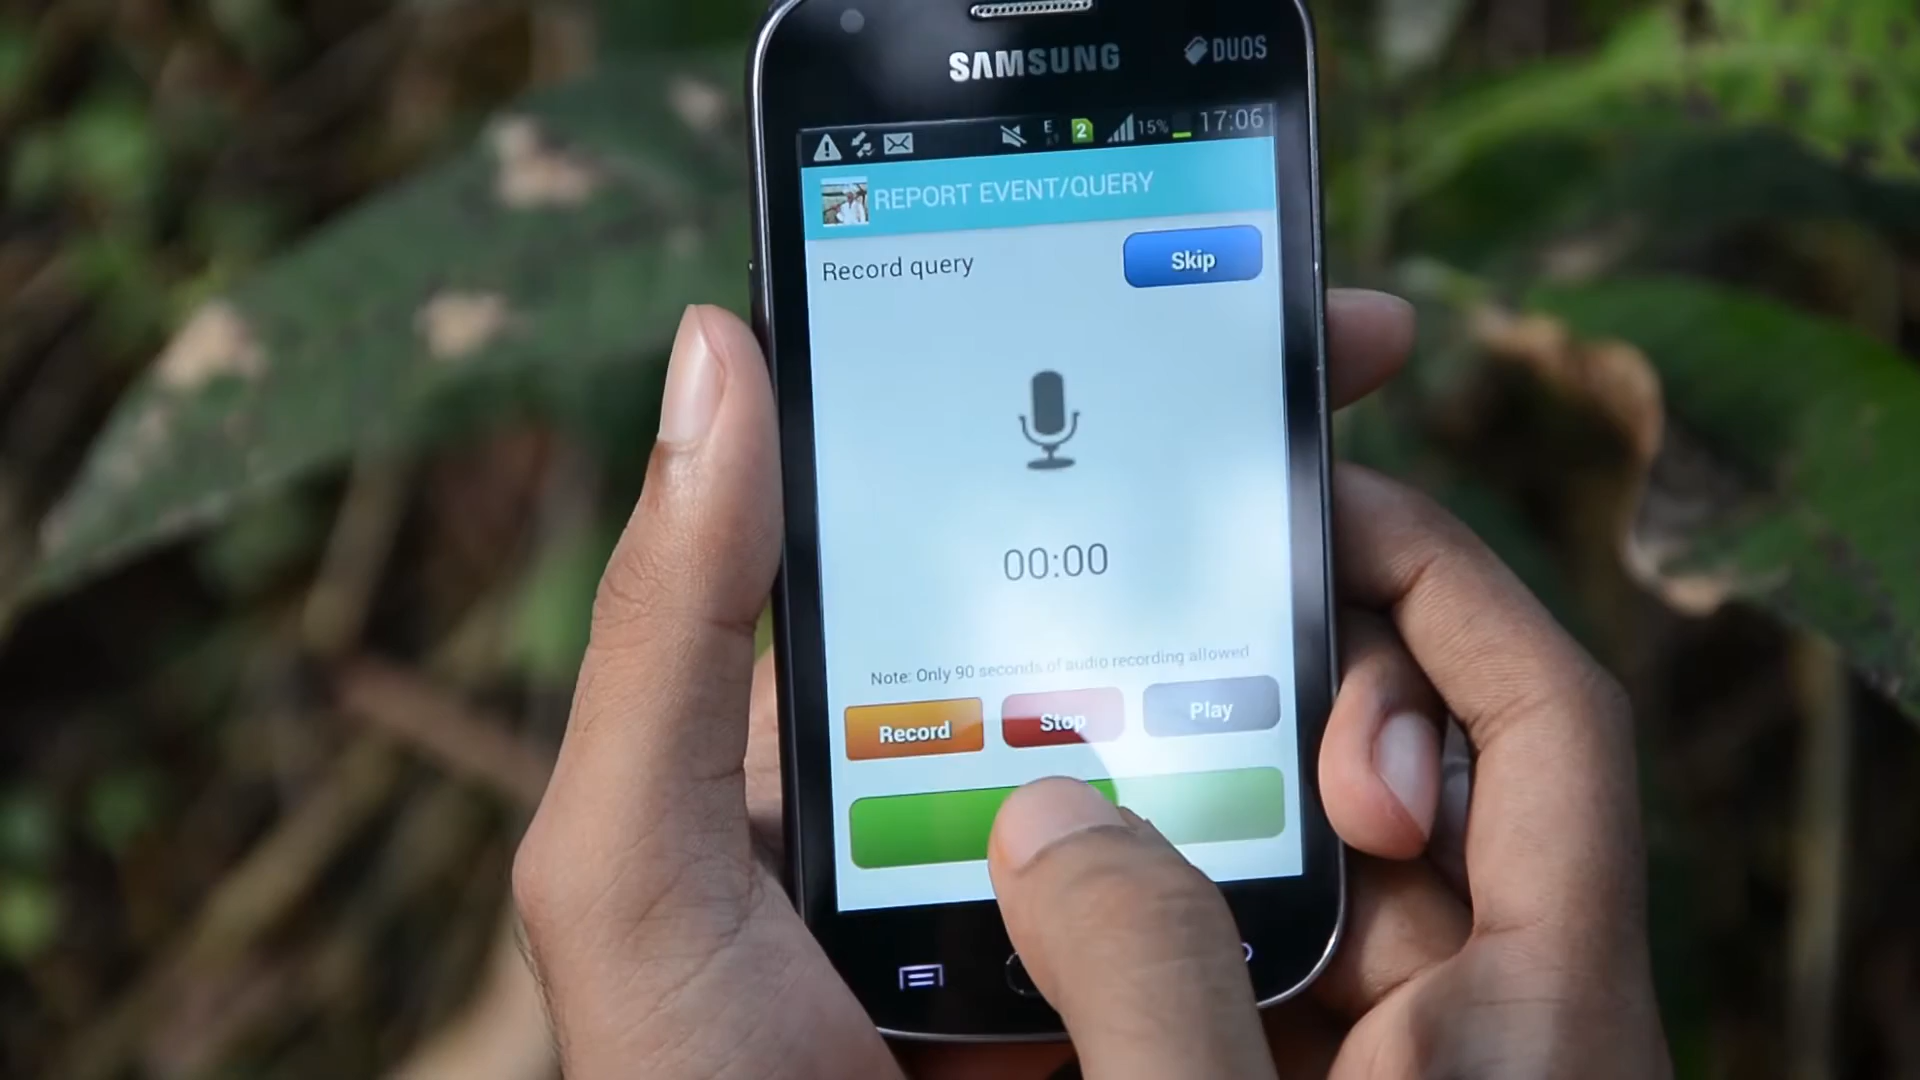 SAMSUNG DUOS
E 2 15% 17:06
REPORT EVENT/QUERY
Record query
Skip
00:00
Note: Only 90 seconds of audio recording allowed
Record Stop Play